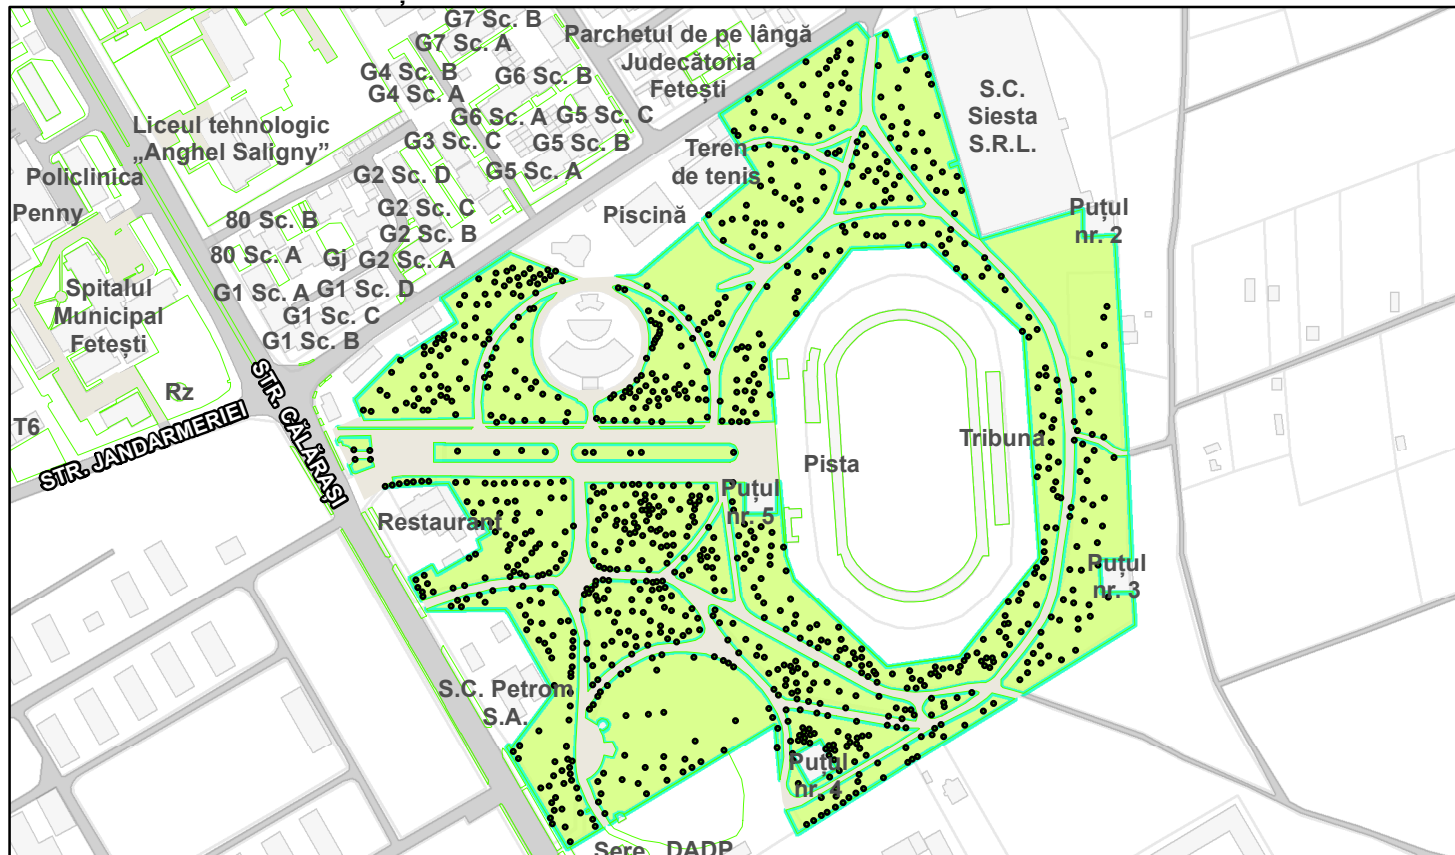 G7 Sc. B
G7 Sc. A
Parchetul de pe lângă
Judecătoria
Fetești
G4 Sc. B
G6 Sc. B
G4 Sc. A
S.C.
Siesta
S.R.L.
G6 Sc. A
G5 Sc. C
Liceul tehnologic
„Anghel Saligny”
G3 Sc. C
G5 Sc. B
Teren
de tenis
Policlinica
G2 Sc. D
G5 Sc. A
Penny
80 Sc. B
G2 Sc. C
Piscină
Puțul
nr. 2
G2 Sc. B
80 Sc. A
Gj
G2 Sc. A
Spitalul
Municipal
Fetești
G1 Sc. A
G1 Sc. D
G1 Sc. C
G1 Sc. B
Rz
STR. CĂLĂRAȘI
T6
STR. JANDARMERIEI
Tribuna
Pista
Puțul
nr. 5
Restaurant
Puțul
nr. 3
S.C. Petrom
S.A.
Puțul
nr. 4
Sere DADP